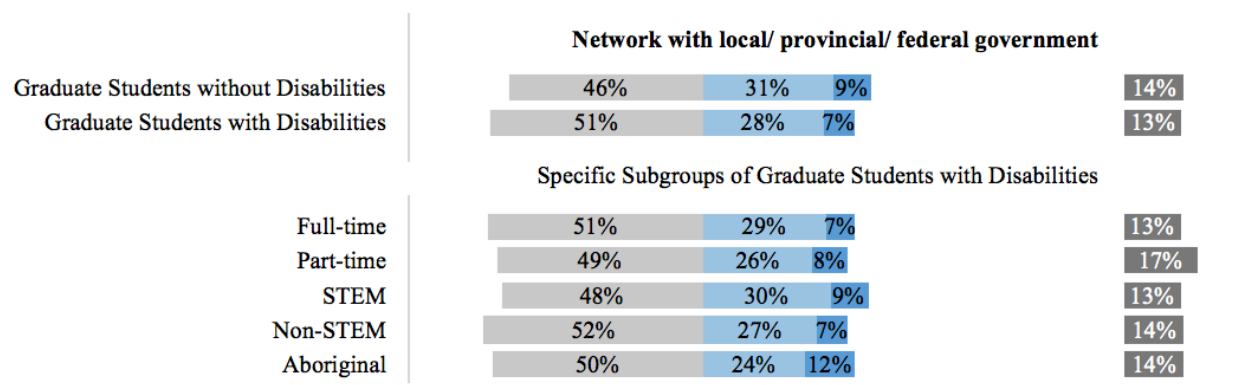 Network with local/ provincial/ federal government
Graduate Students without Disabilities 46% 31% 9% 14%
Graduate Students with Disabilities 51% 28% 7% 13%
Specific Subgroups of Graduate Students with Disabilities
Full-time 51% 29% 7% 13%
Part-time 49% 26% 8% 17%
STEM 48% 30% 9% 13%
Non-STEM 52% 27% 7% 14%
Aboriginal 50% 24% 12% 14%